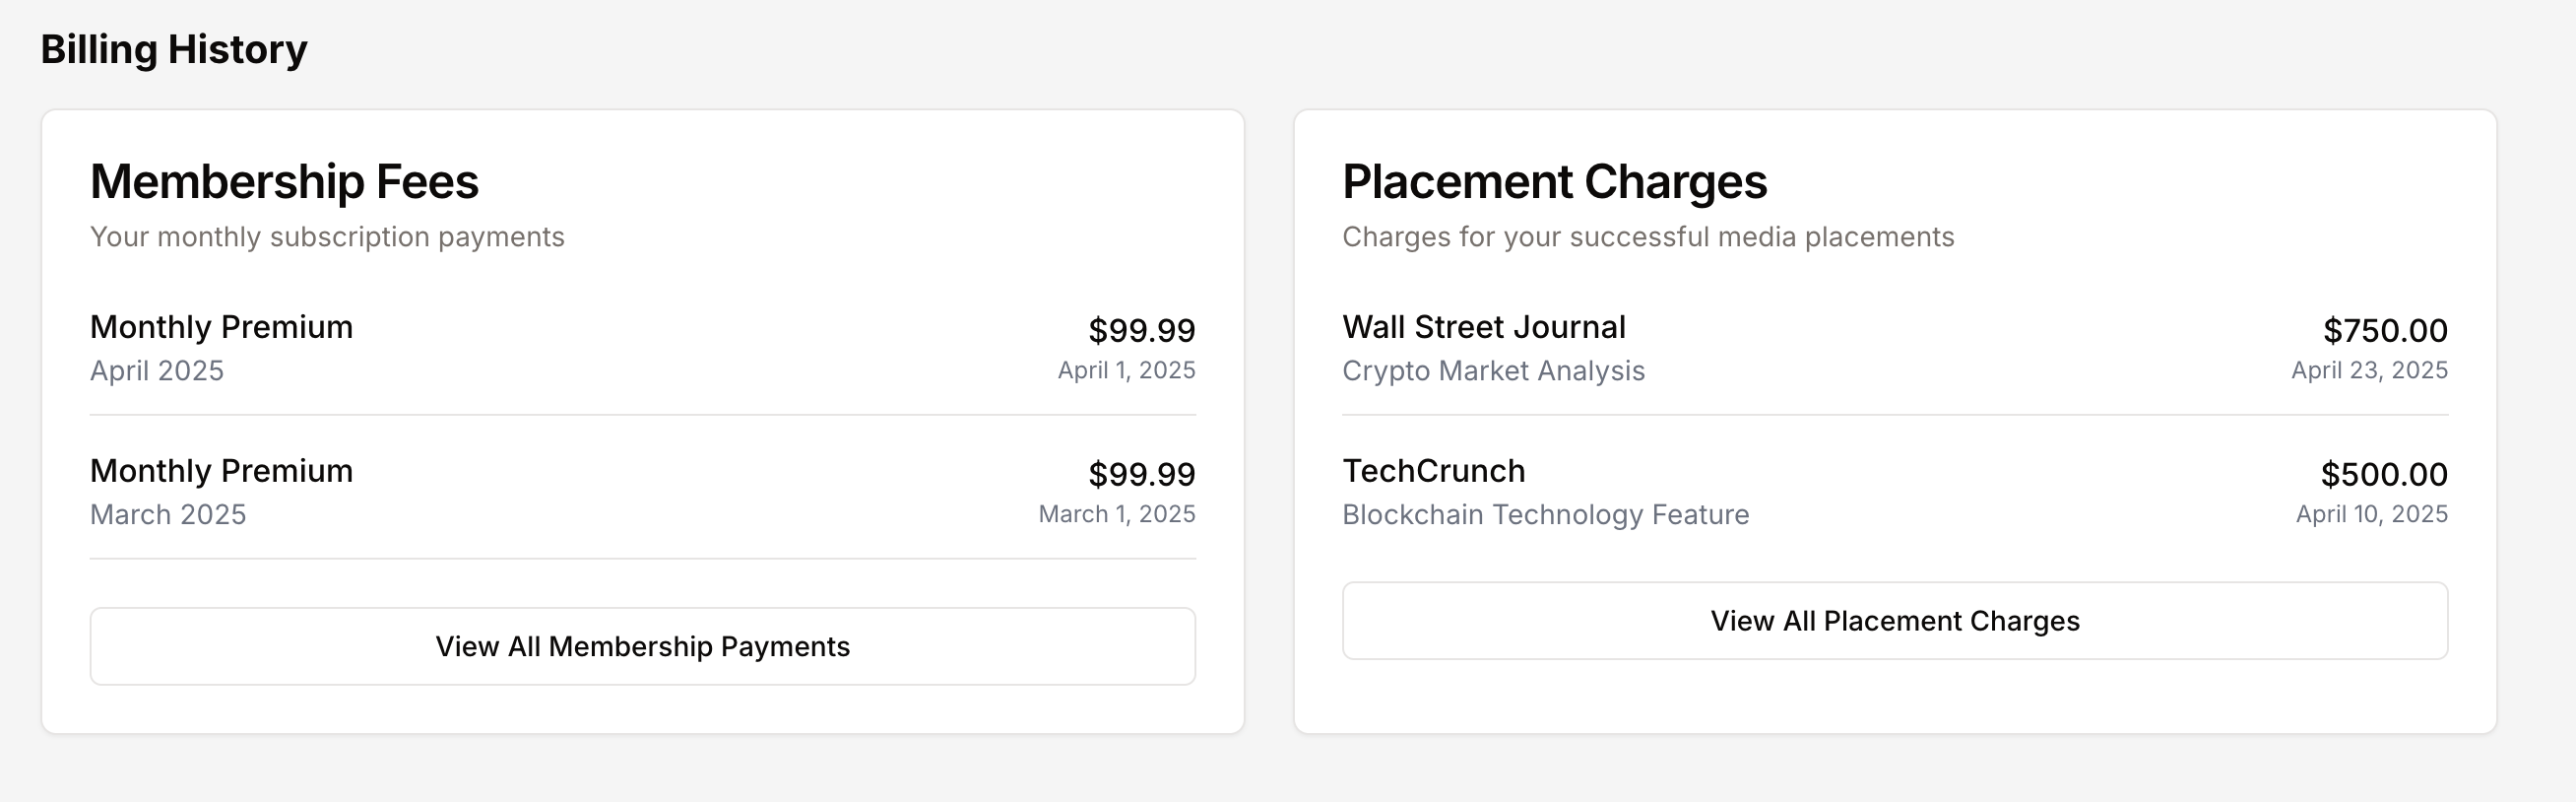 Billing History
Membership Fees
Your monthly subscription payments
Monthly Premium
$99.99
April 2025
April 1, 2025
Monthly Premium
$99.99
March 2025
March 1, 2025
View All Membership Payments
Placement Charges
Charges for your successful media placements
Wall Street Journal
$750.00
Crypto Market Analysis
April 23, 2025
TechCrunch
$500.00
Blockchain Technology Feature
April 10, 2025
View All Placement Charges